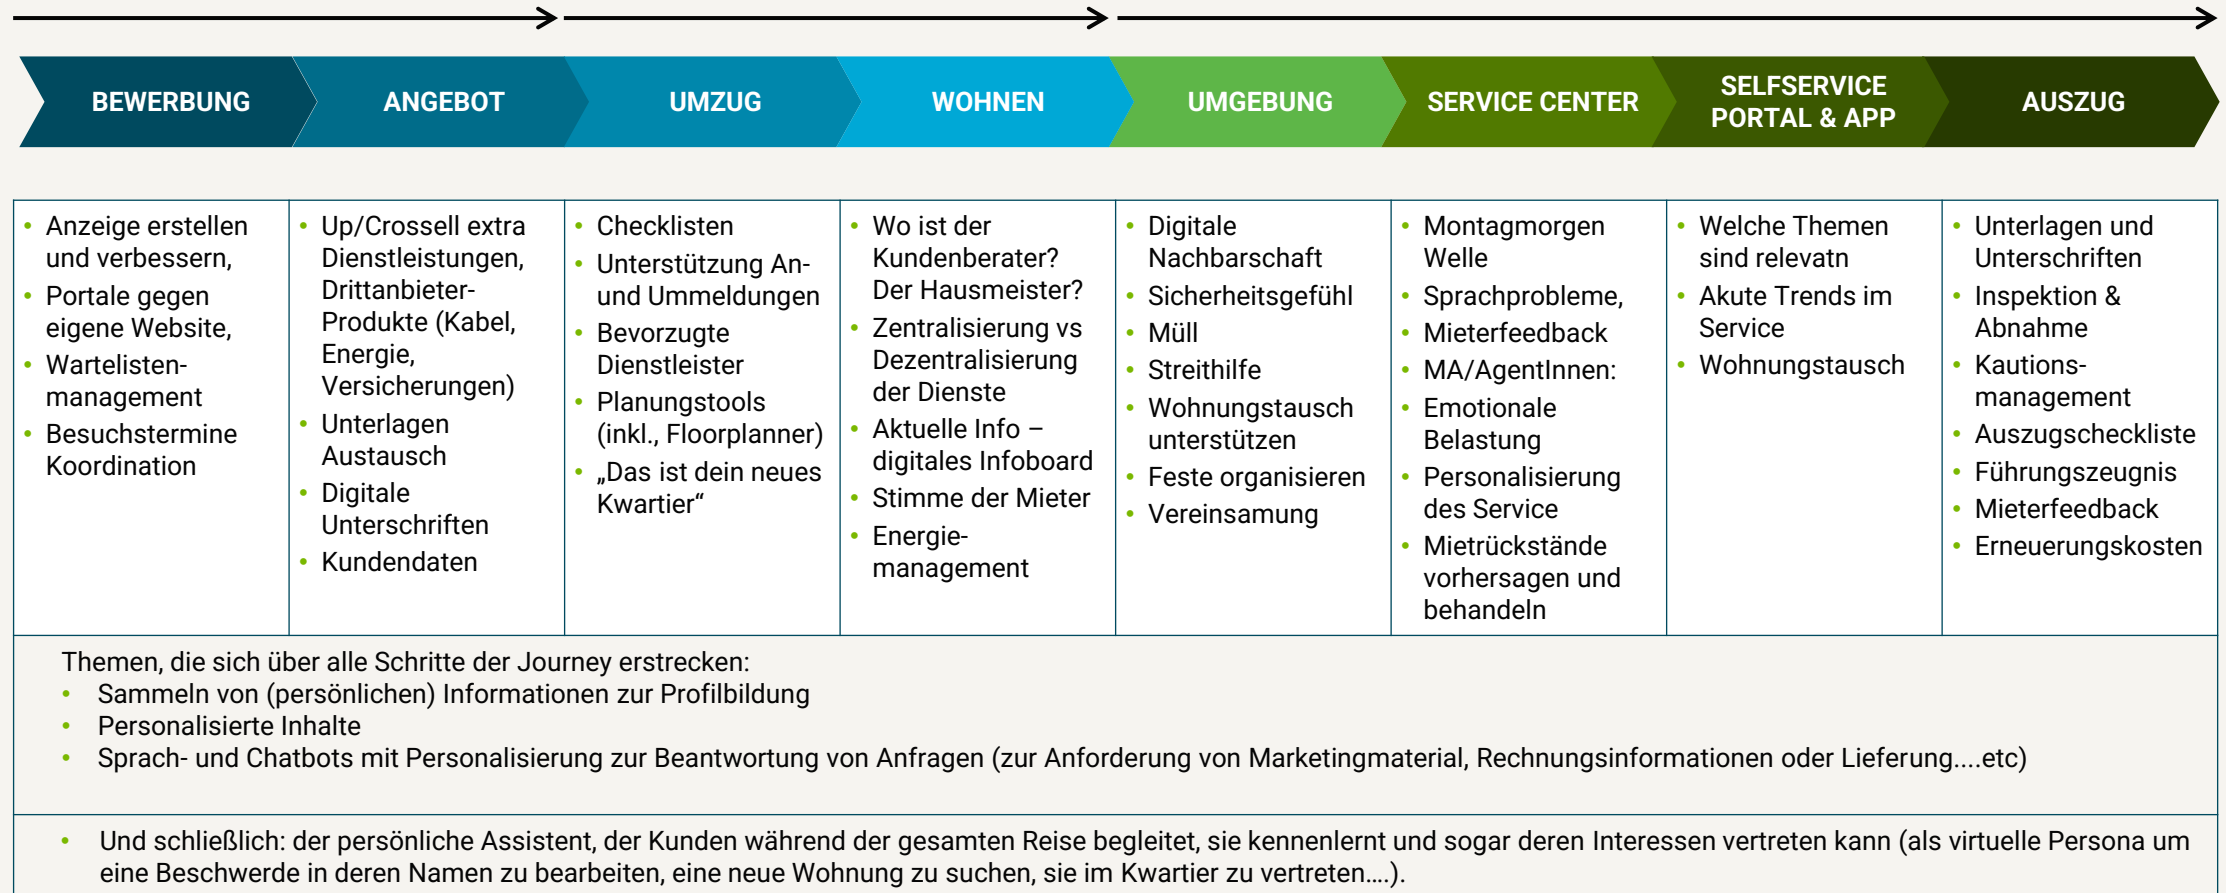 BEWERBUNG
ANGEBOT
UMZUG
WOHNEN
UMGEBUNG
SERVICE CENTER
SELFSERVICE
PORTAL & APP
AUSZUG
• Anzeige erstellen
und verbessern,
• Portale gegen
eigene Website,
• Wartelisten-
management
• Besuchstermine
Koordination
• Up/Crossell extra
Dienstleistungen,
Drittanbieter-
Produkte (Kabel,
Energie,
Versicherungen)
• Unterlagen
Austausch
• Digitale
Unterschriften
• Kundendaten
• Checklisten
• Unterstützung An-
und Ummeldungen
• Bevorzugte
Dienstleister
• Planungstools
(inkl., Floorplanner)
• „Das ist dein neues
Kwartier“
• Wo ist der
Kundenberater?
Der Hausmeister?
• Zentralisierung vs
Dezentralisierung
der Dienste
• Aktuelle Info –
digitales Infoboard
• Stimme der Mieter
• Energie-
management
• Digitale
Nachbarschaft
• Sicherheitsgefühl
• Müll
• Streithilfe
• Wohnungstausch
unterstützen
• Feste organisieren
• Vereinsamung
• Montagmorgen
Welle
• Sprachprobleme,
• Mieterfeedback
• MA/AgentInnen:
• Emotionale
Belastung
• Personalisierung
des Service
• Mietrückstände
vorhersagen und
behandeln
• Welche Themen
sind relevatn
• Akute Trends im
Service
• Wohnungstausch
• Unterlagen und
Unterschriften
• Inspektion &
Abnahme
• Kautions-
management
• Auszugscheckliste
• Führungszeugnis
• Mieterfeedback
• Erneuerungskosten
Themen, die sich über alle Schritte der Journey erstrecken:
• Sammeln von (persönlichen) Informationen zur Profilbildung
• Personalisierte Inhalte
• Sprach- und Chatbots mit Personalisierung zur Beantwortung von Anfragen (zur Anforderung von Marketingmaterial, Rechnungsinformationen oder Lieferung....etc)
• Und schließlich: der persönliche Assistent, der Kunden während der gesamten Reise begleitet, sie kennenlernt und sogar deren Interessen vertreten kann (als virtuelle Persona um
eine Beschwerde in deren Namen zu bearbeiten, eine neue Wohnung zu suchen, sie im Kwartier zu vertreten....).